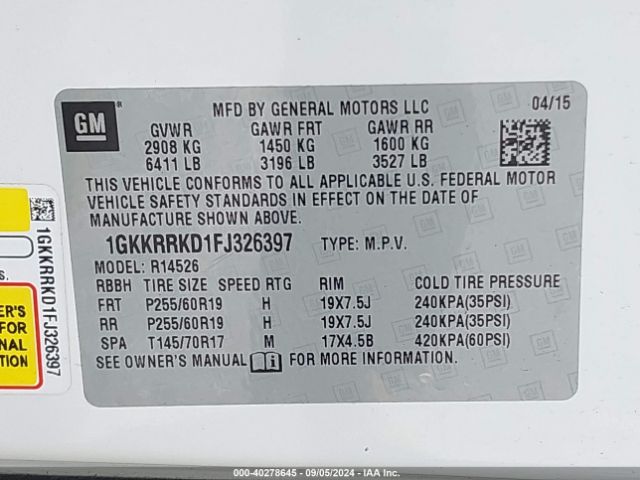 GM
MFD BY GENERAL MOTORS LLC 04/15
GVWR GAWR FRT GAWR RR
2908 KG 1450 KG 1600 KG
6411 LB 3196 LB 3527 LB
THIS VEHICLE CONFORMS TO ALL APPLICABLE U.S. FEDERAL MOTOR
VEHICLE SAFETY STANDARDS IN EFFECT ON THE DATE OF
MANUFACTURE SHOWN ABOVE.
1GKKRRKD1FJ326397 TYPE: M.P.V.
MODEL: R14526
RBBH TIRE SIZE SPEED RTG RIM COLD TIRE PRESSURE
FRT P255/60R19 H 19X7.5J 240KPA(35PSI)
RR P255/60R19 H 19X7.5J 240KPA(35PSI)
SPA T145/70R17 M 17X4.5B 420KPA(60PSI)
SEE OWNER'S MANUAL FOR MORE INFORMATION.
1GKKRRKD1FJ326397
S.
ER'S
FOR
ONAL
TION
000-40278645 - 09/05/2024 - IAA Inc.